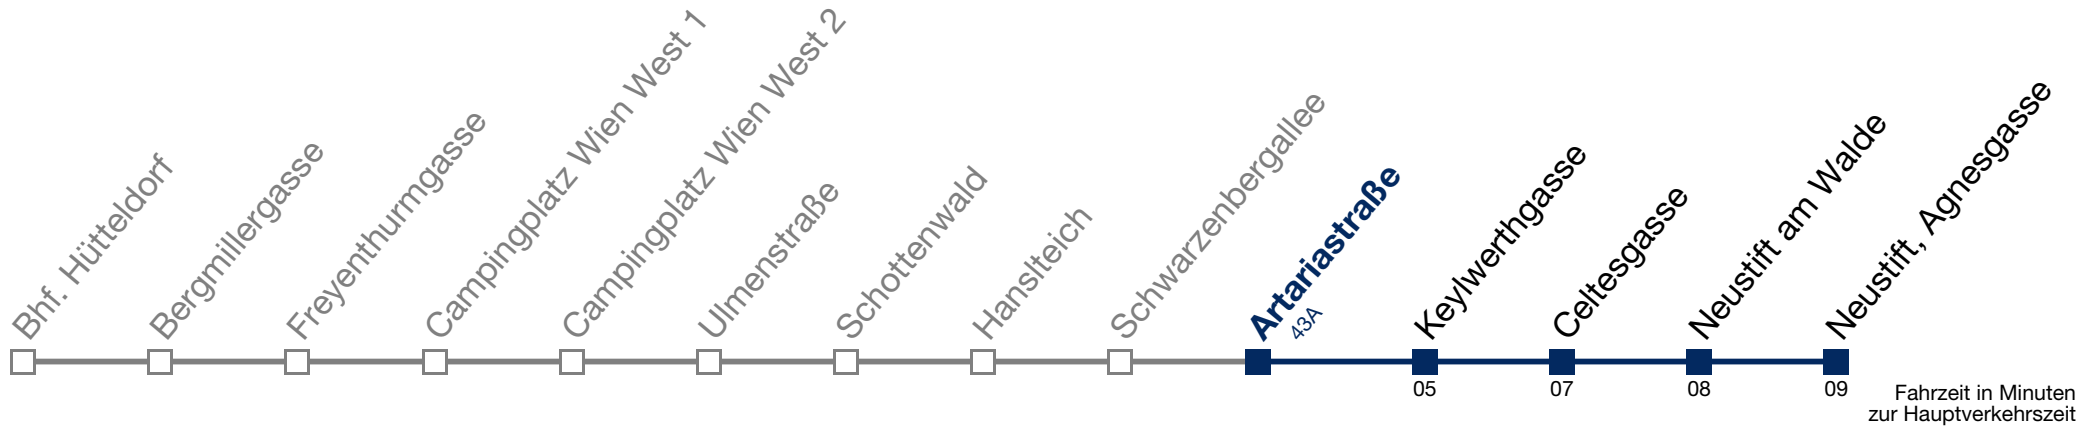 Bhf. Hütteldorf
Bergmillergasse
Freyenthurmgasse
Campingplatz Wien West 1
Campingplatz Wien West 2
Ulmenstraße
Schottenwald
Hanslteich
Schwarzenbergallee
Artariastraße
43A
Keylwerthgasse
Celtesgasse
Neustift am Walde
Neustift, Agnesgasse
05
07
08
09
Fahrzeit in Minuten
zur Hauptverkehrszeit